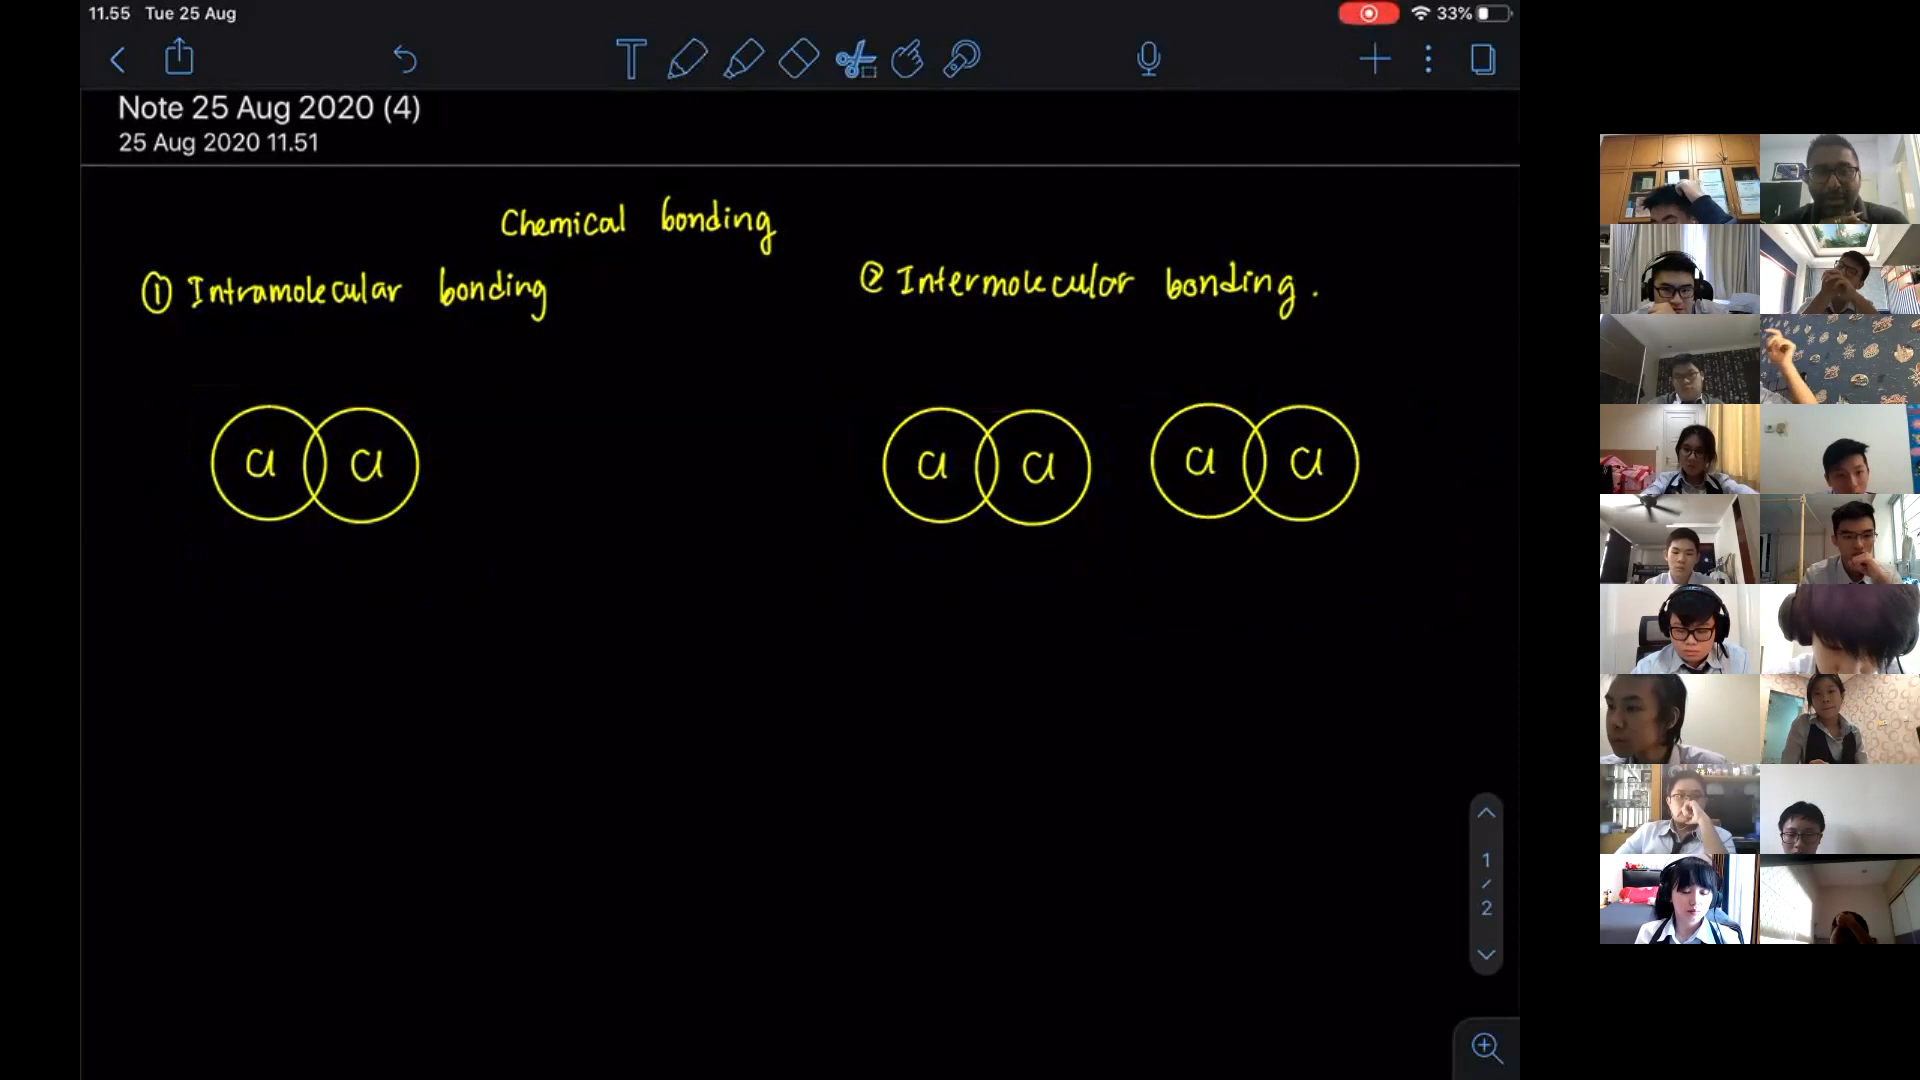 11.55 Tue 25 Aug
33%
T
Note 25 Aug 2020 (4)
25 Aug 2020 11.51
Chemical bonding
① Intramolecular bonding
② Intermolecular bonding.
Cl Cl
Cl Cl Cl Cl
1
/
2